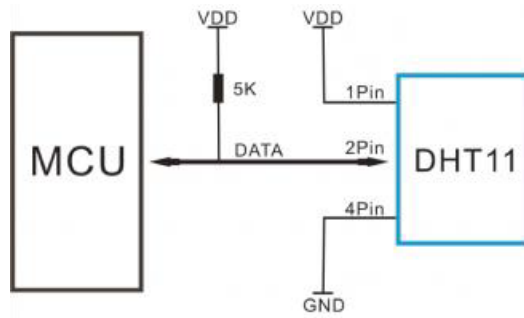 VDD
VDD
5K
1Pin
MCU
DATA
2Pin
DHT11
4Pin
GND